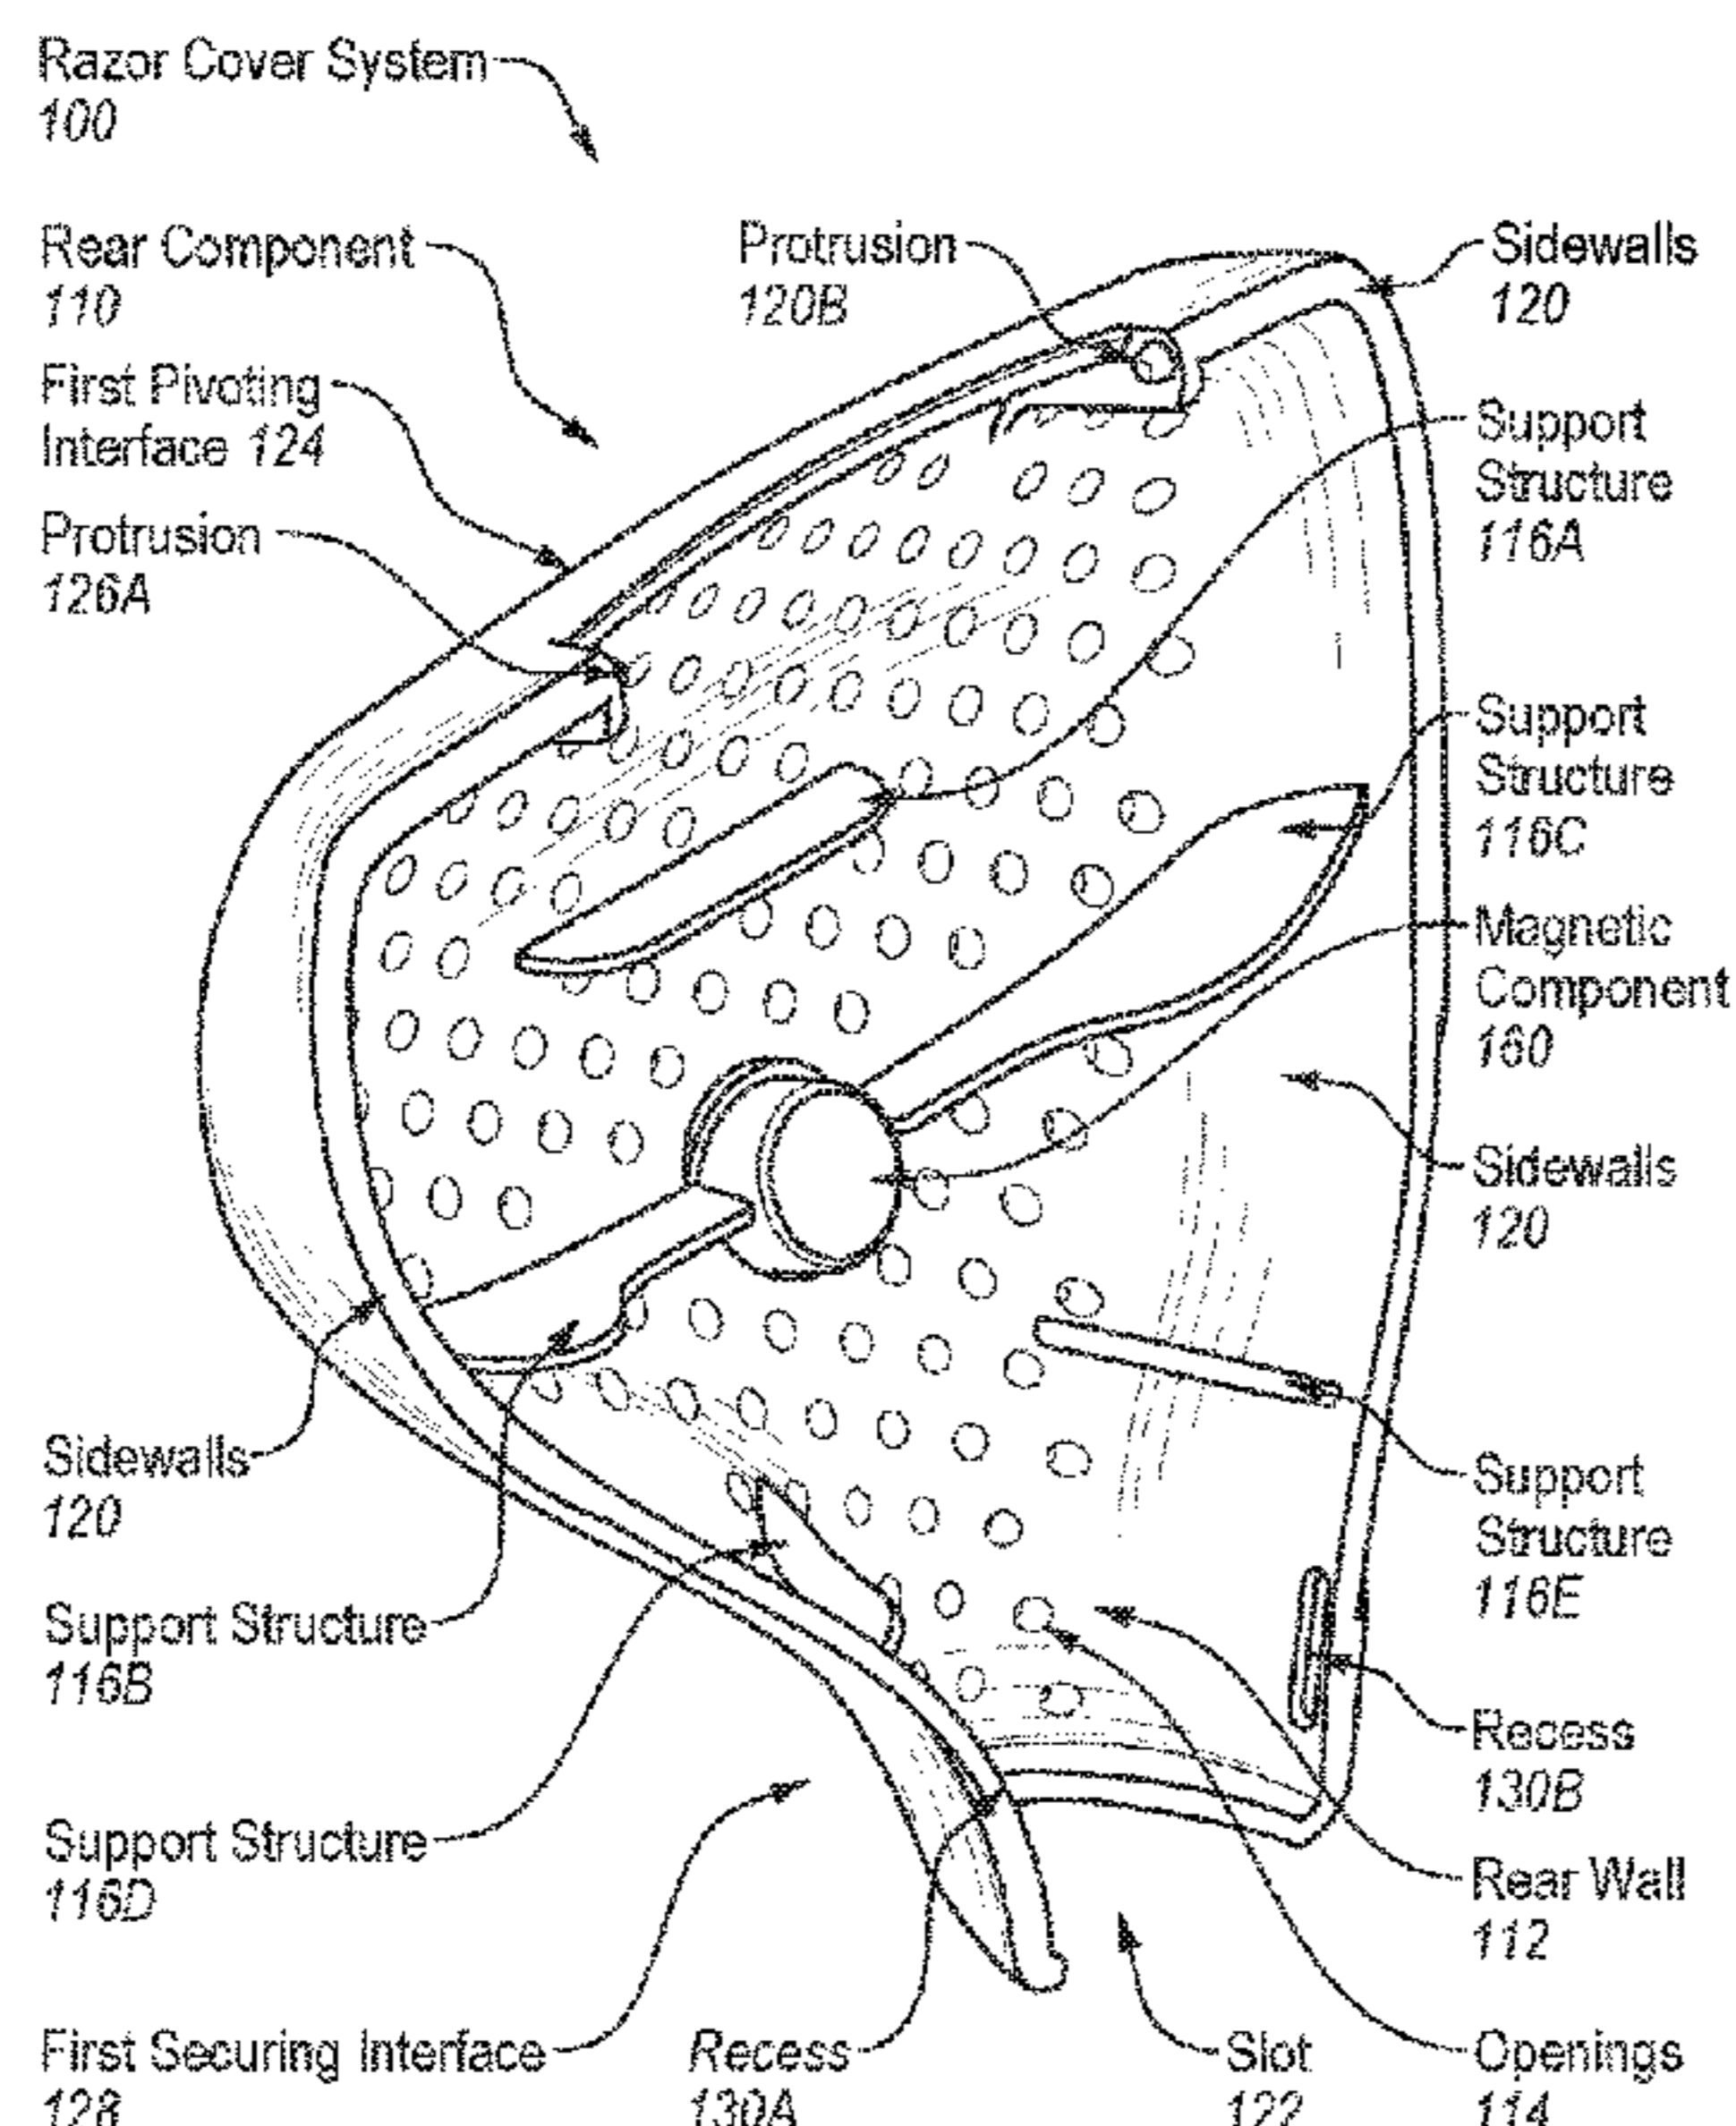 Razor Cover System
100
Rear Component
110
First Pivoting
Interface 124
Protrusion
126A
Protrusion
120B
Sidewalls
120
Support
Structure
116A
Support
Structure
116C
Magnetic
Component
160
Sidewalls
120
Sidewalls
120
Support
Structure
116E
Support Structure
116B
Recess
130B
Support Structure
116D
Rear Wall
112
First Securing Interface
128
Recess
130A
Slot
122
Openings
114